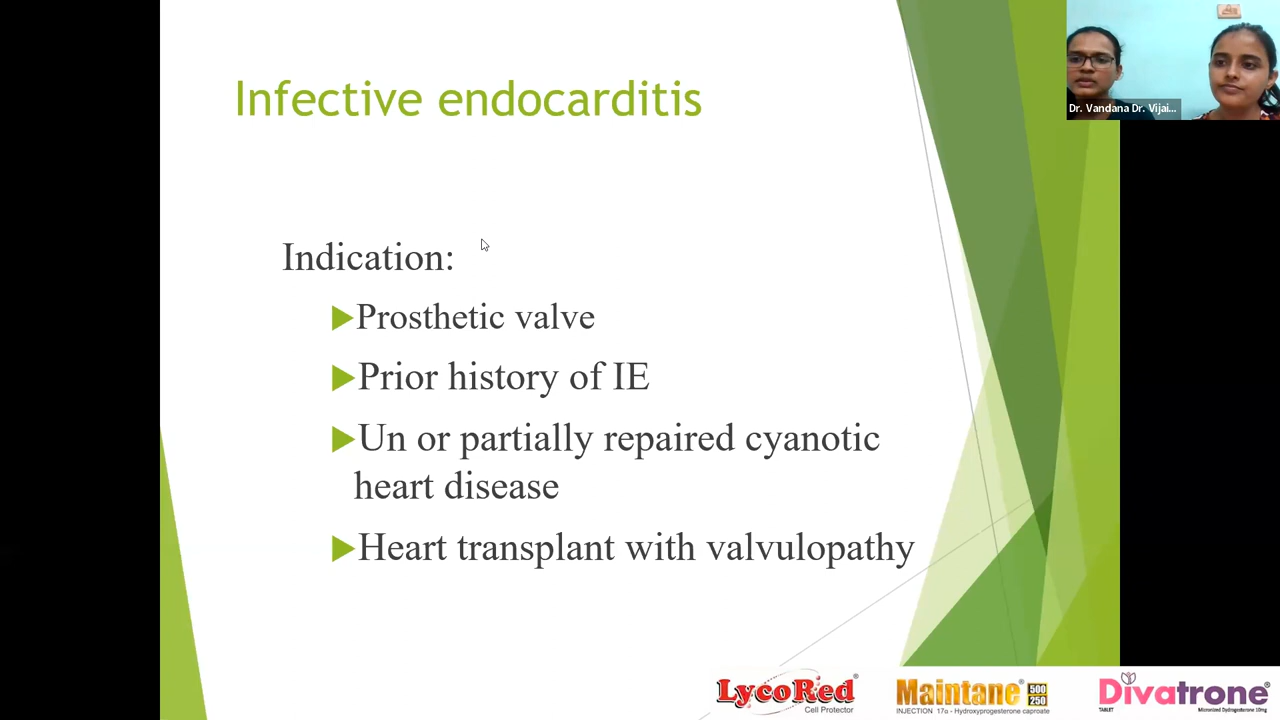 Infective endocarditis
Dr. Vandana Dr. Vijai...
Indication:
Prosthetic valve
Prior history of IE
Un or partially repaired cyanotic
heart disease
Heart transplant with valvulopathy
LycoRed®
Cell Protector
Maintane® 500 250
INJECTION 17α - Hydroxyprogesterone caproate
Divatrone®
TABLET Micronized Dydrogesterone 10mg